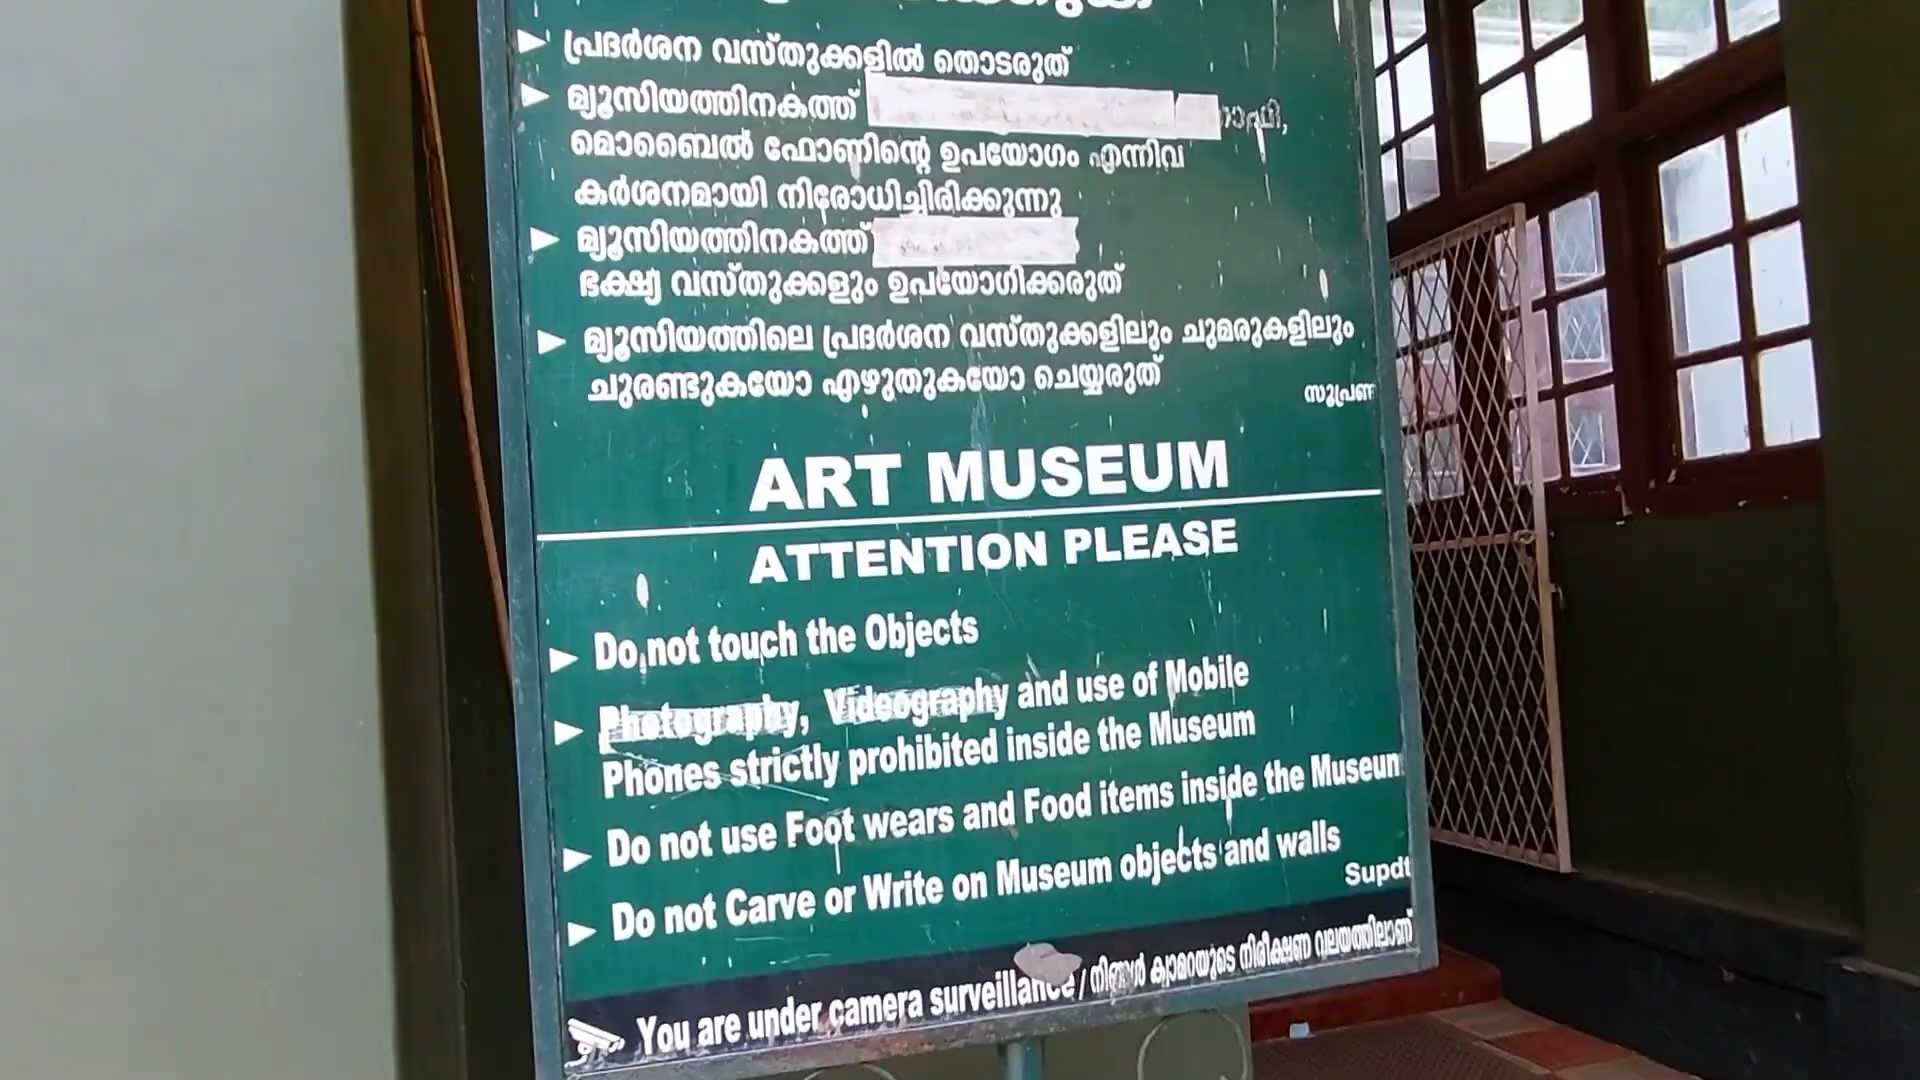 പ്രദർശന വസ്തുക്കളിൽ തൊടരുത്
മ്യൂസിയത്തിനകത്ത്
മൊബൈൽ ഫോണിന്റെ ഉപയോഗം എന്നിവ
കർശനമായി നിരോധിച്ചിരിക്കുന്നു
മ്യൂസിയത്തിനകത്ത്
ഭക്ഷ്യ വസ്തുക്കളും ഉപയോഗിക്കരുത്
മ്യൂസിയത്തിലെ പ്രദർശന വസ്തുക്കളിലും ചുമരുകളിലും
ചുരണ്ടുകയോ എഴുതുകയോ ചെയ്യരുത്
സൂപ്രണ്ട
ART MUSEUM
ATTENTION PLEASE
Do not touch the Objects
Photography, Videography and use of Mobile
Phones strictly prohibited inside the Museum
Do not use Foot wears and Food items inside the Museum
Do not Carve or Write on Museum objects and walls
Supdt
You are under camera surveillance / നിങ്ങൾ ക്യാമറയുടെ നിരീക്ഷണ വലയത്തിലാണ്